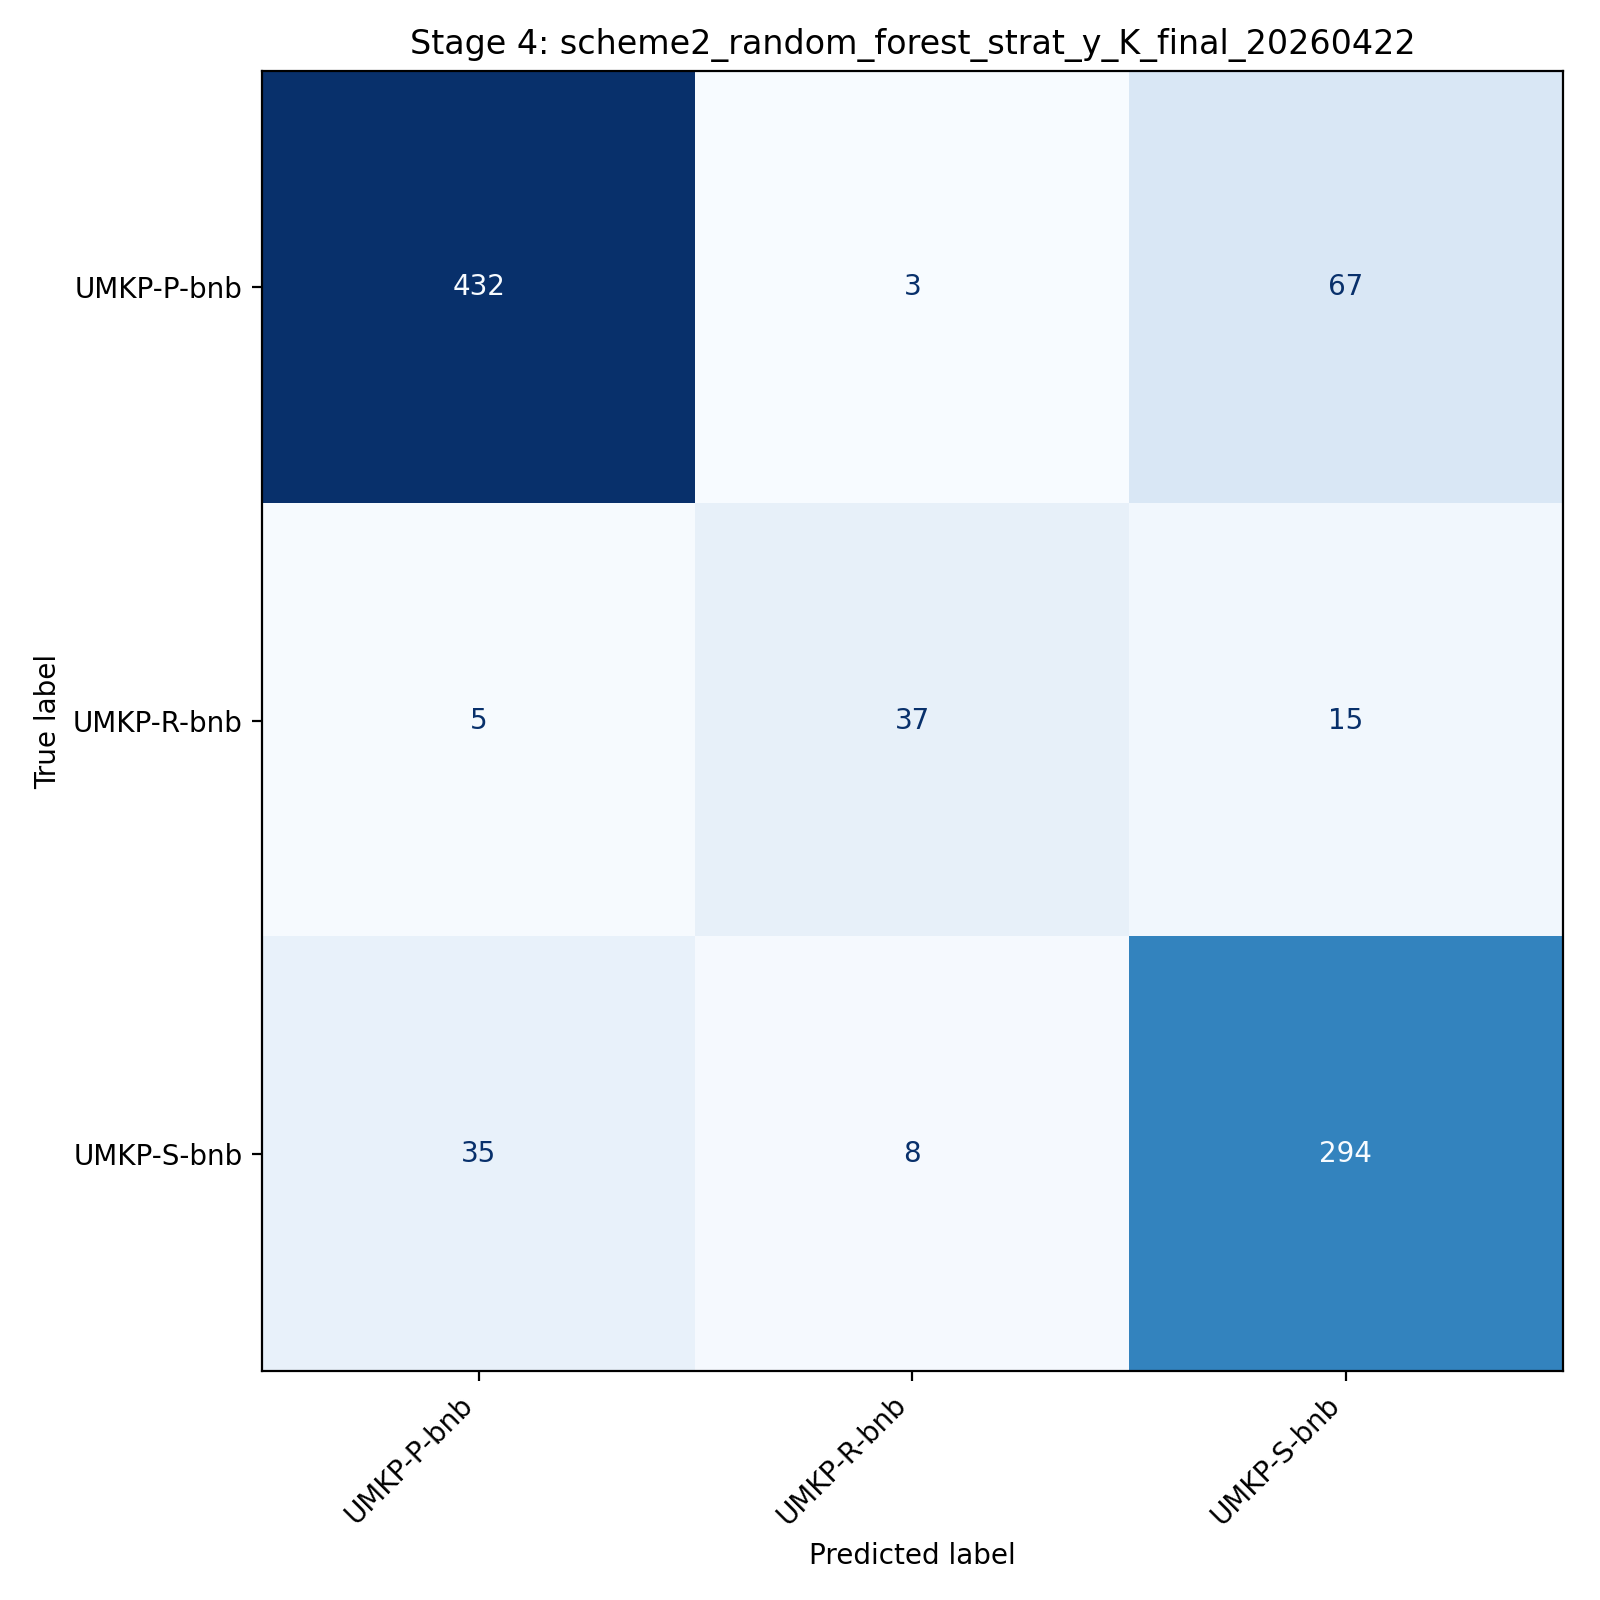 Stage 4: scheme2_random_forest_strat_y_K_final_20260422
True label
UMKP-P-bnb
432
3
67
UMKP-R-bnb
5
37
15
UMKP-S-bnb
35
8
294
UMKP-P-bnb
UMKP-R-bnb
UMKP-S-bnb
Predicted label